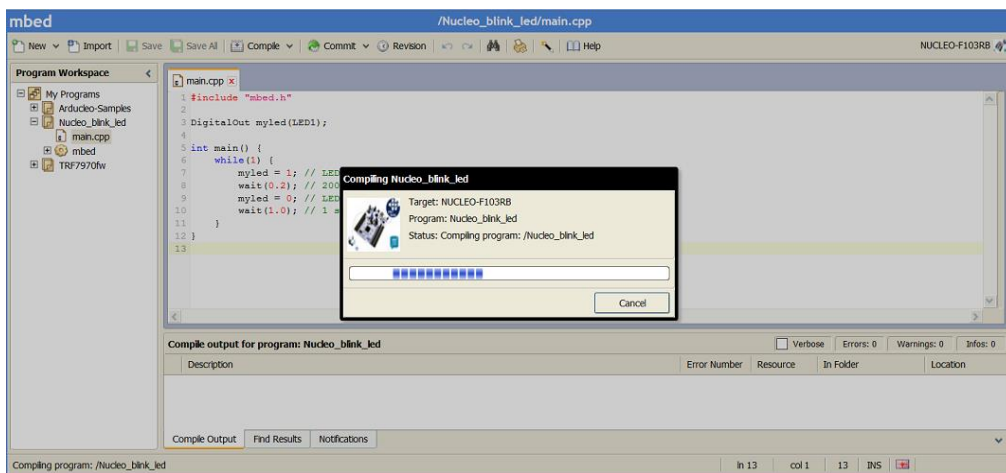 mbed
/Nucleo_blink_led/main.cpp
New Import Save Save All Compile Commit Revision Help NUCLEO-F103RB
Program Workspace
My Programs
Arducleo-Samples
Nucleo_blink_led
main.cpp
mbed
TRF7970fw
main.cpp
1 #include "mbed.h"
2
3 DigitalOut myled(LED1);
4
5 int main() {
6 while(1) {
7 myled = 1; // LED
8 wait(0.2); // 200
9 myled = 0; // LED
10 wait(1.0); // 1 s
11 }
12 }
13
Compiling Nucleo_blink_led
Target: NUCLEO-F103RB
Program: Nucleo_blink_led
Status: Compiling program: /Nucleo_blink_led
Cancel
Compile output for program: Nucleo_blink_led
Verbose Errors: 0 Warnings: 0 Infos: 0
Description Error Number Resource In Folder Location
Compile Output Find Results Notifications
Compiling program: /Nucleo_blink_led
ln 13 col 1 13 INS